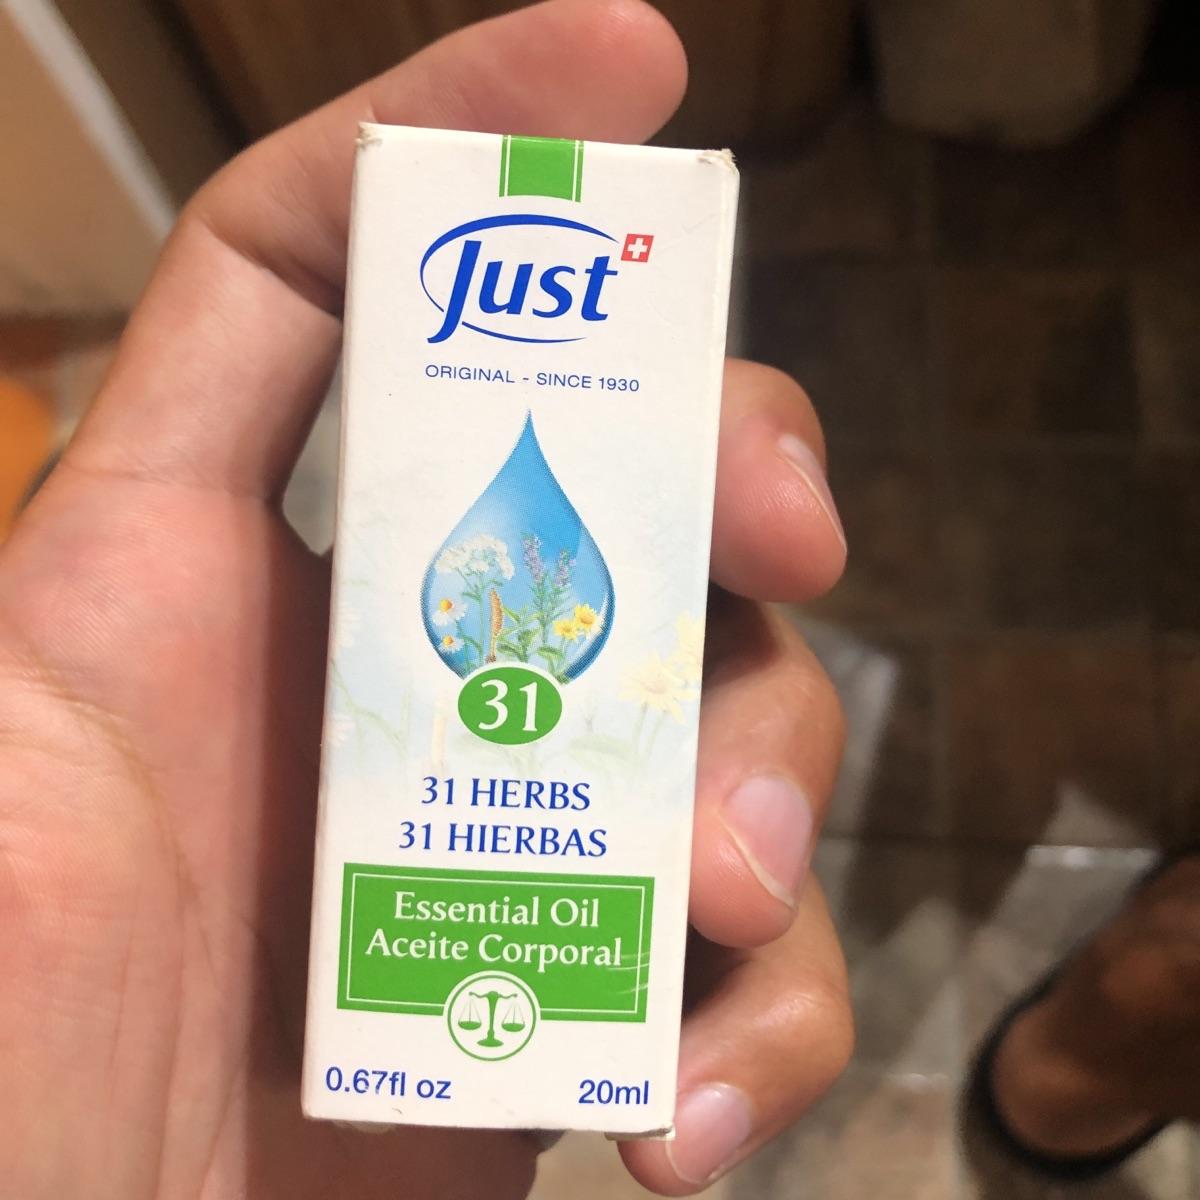 Just
ORIGINAL - SINCE 1930
31
31 HERBS
31 HIERBAS
Essential Oil
Aceite Corporal
0.67fl oz 20ml